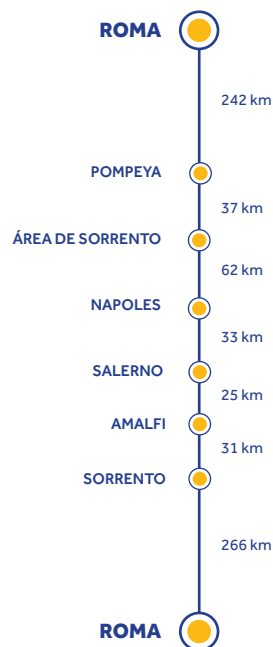 ROMA
242 km
POMPEYA
37 km
ÁREA DE SORRENTO
62 km
NAPOLES
33 km
SALERNO
25 km
AMALFI
31 km
SORRENTO
266 km
ROMA